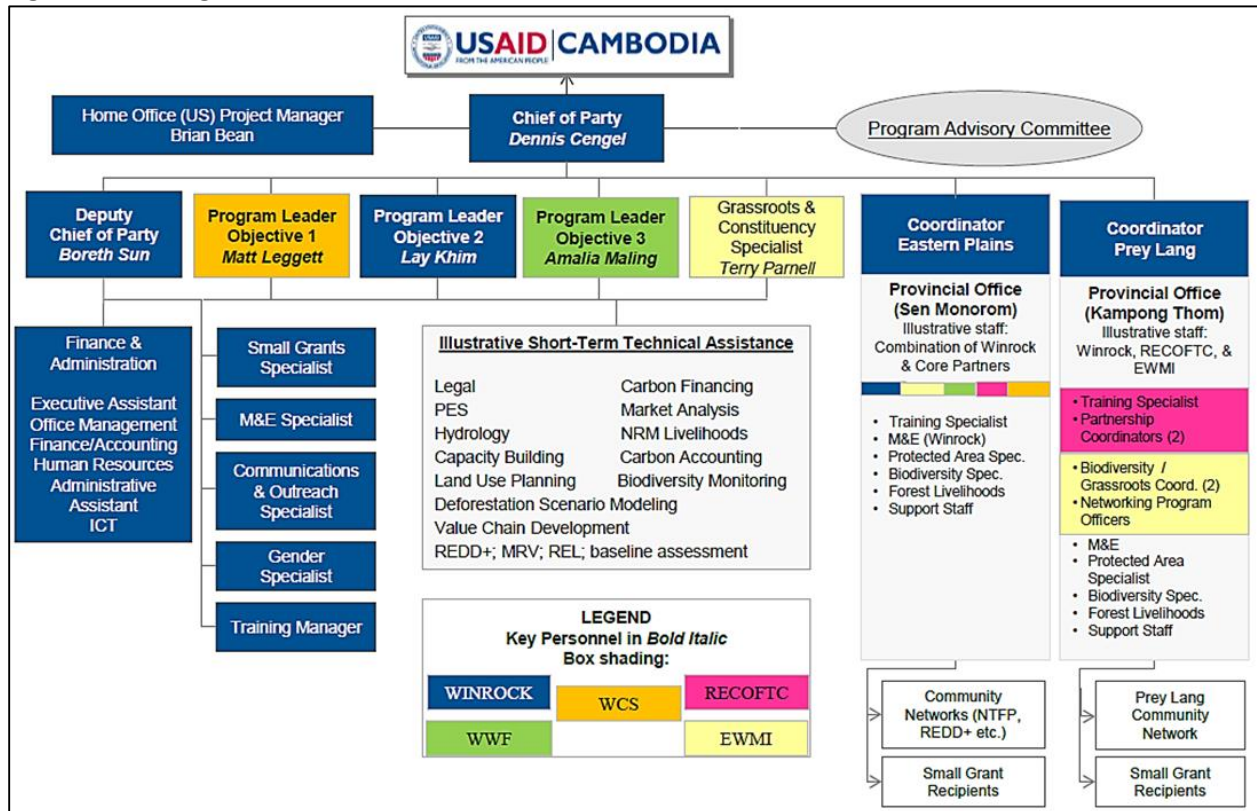 USAID CAMBODIA
FROM THE AMERICAN PEOPLE
Home Office (US) Project Manager
Brian Bean
Chief of Party
Dennis Cengel
Program Advisory Committee
Deputy
Chief of Party
Boreth Sun
Program Leader
Objective 1
Matt Leggett
Program Leader
Objective 2
Lay Khim
Program Leader
Objective 3
Amalia Maling
Grassroots &
Constituency
Specialist
Terry Parnell
Coordinator
Eastern Plains
Coordinator
Prey Lang
Finance &
Administration
Executive Assistant
Office Management
Finance/Accounting
Human Resources
Administrative
Assistant
ICT
Small Grants
Specialist
M&E Specialist
Communications
& Outreach
Specialist
Gender
Specialist
Training Manager
Illustrative Short-Term Technical Assistance
Legal Carbon Financing
PES Market Analysis
Hydrology NRM Livelihoods
Capacity Building Carbon Accounting
Land Use Planning Biodiversity Monitoring
Deforestation Scenario Modeling
Value Chain Development
REDD+; MRV; REL; baseline assessment
LEGEND
Key Personnel in Bold Italic
Box shading:
WINROCK
WCS
RECOFTC
WWF
EWMI
Provincial Office
(Sen Monorom)
Illustrative staff:
Combination of Winrock
& Core Partners
• Training Specialist
• M&E (Winrock)
• Protected Area Spec.
• Biodiversity Spec.
• Forest Livelihoods
• Support Staff
Community
Networks (NTFP,
REDD+ etc.)
Small Grant
Recipients
Provincial Office
(Kampong Thom)
Illustrative staff:
Winrock, RECOFTC, &
EWMI
• Training Specialist
• Partnership
Coordinators (2)
• Biodiversity /
Grassroots Coord. (2)
• Networking Program
Officers
• M&E
• Protected Area
Specialist
• Biodiversity Spec.
• Forest Livelihoods
• Support Staff
Prey Lang
Community
Network
Small Grant
Recipients